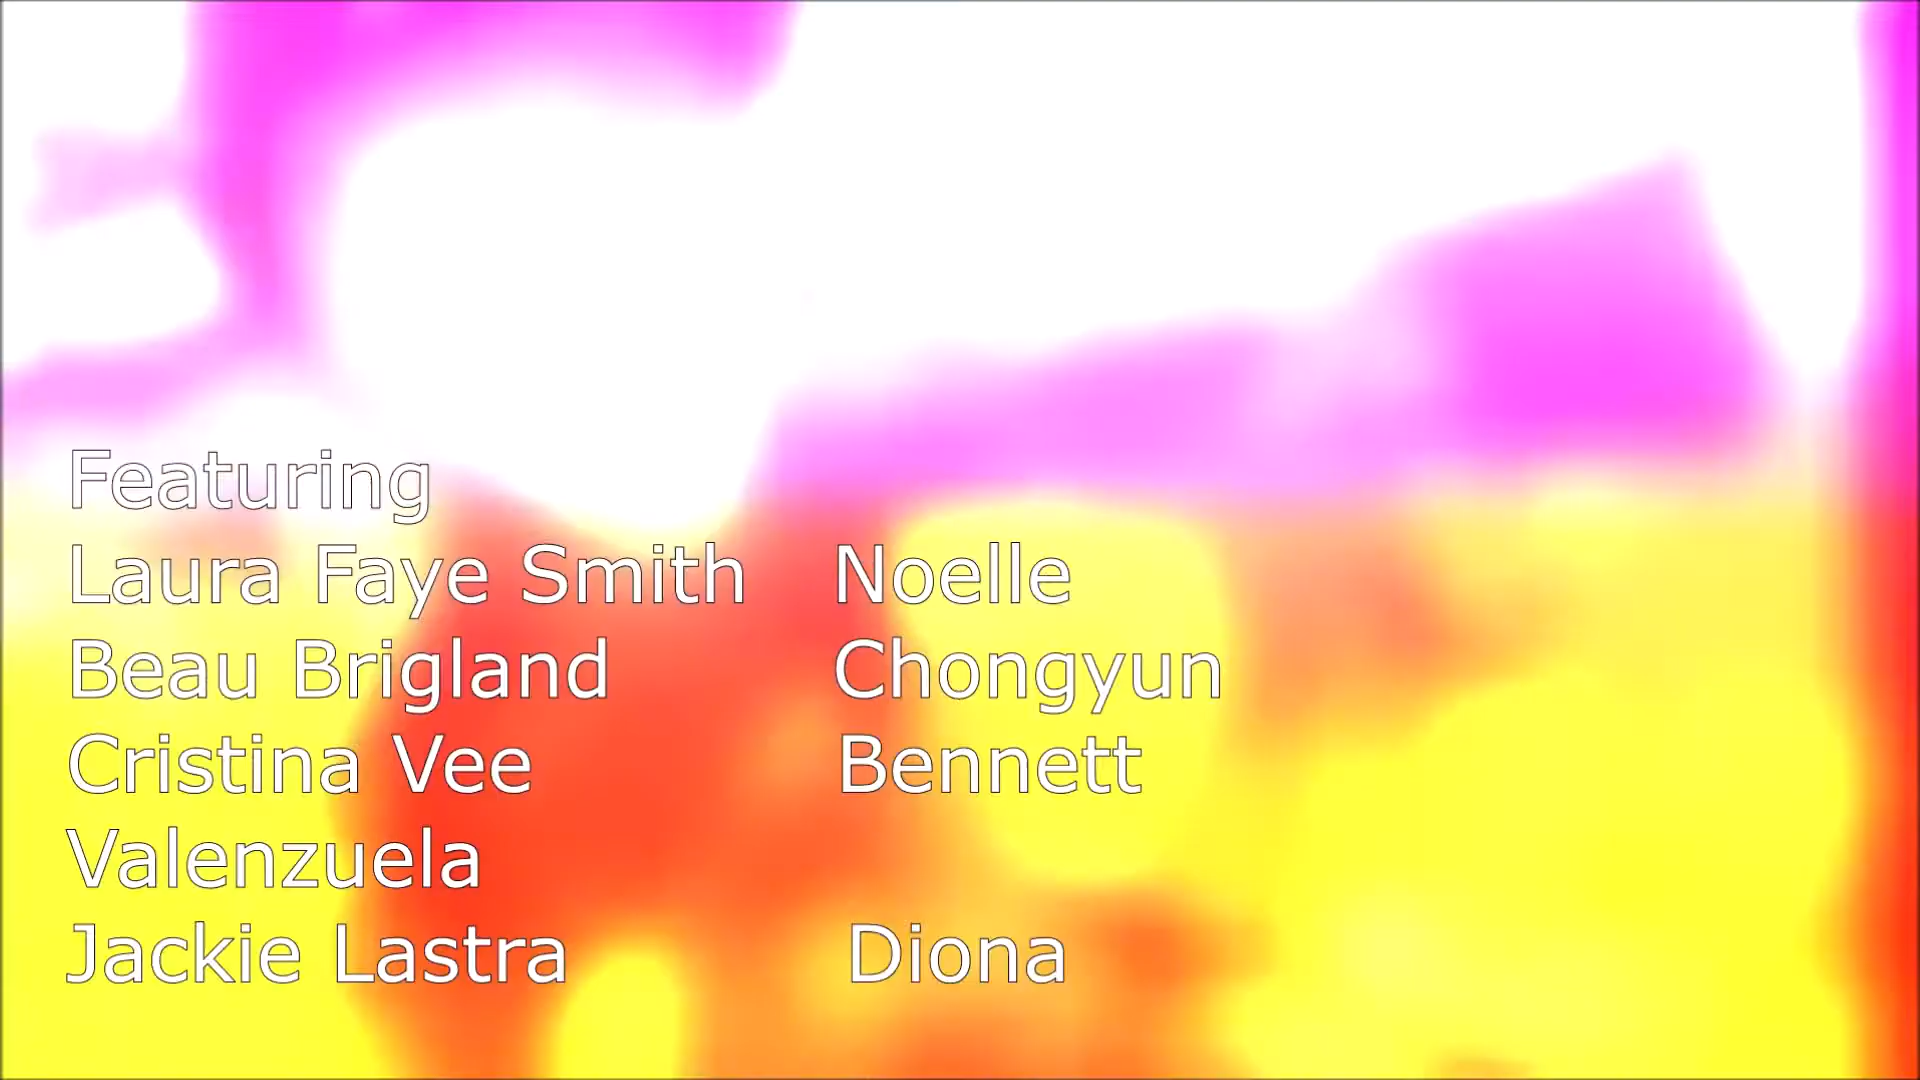 Featuring
Laura Faye Smith Noelle
Beau Brigland Chongyun
Cristina Vee Bennett
Valenzuela
Jackie Lastra Diona